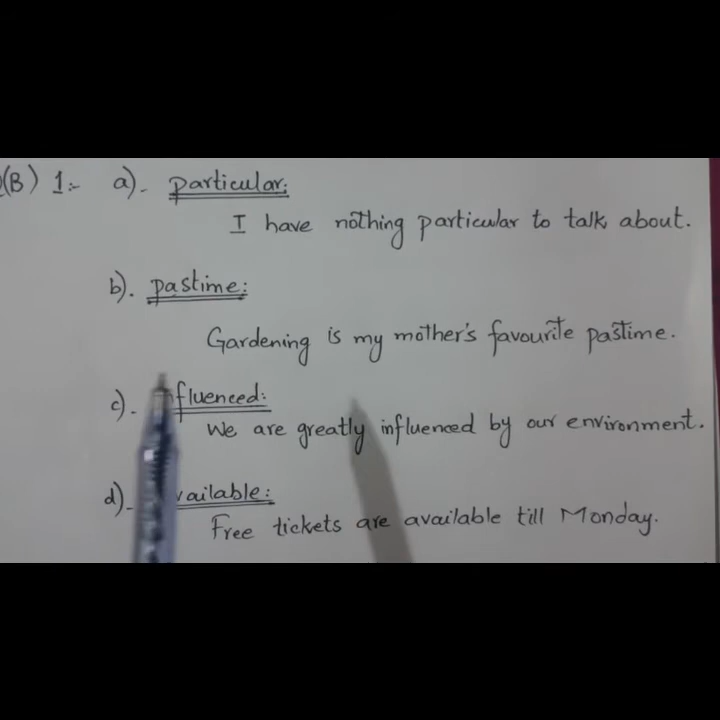 (B) 1:- a)- particular:
I have nothing particular to talk about.
b). pastime:
Gardening is my mother's favourite pastime.
c). nfluenced:
We are greatly influenced by our environment.
d)- vailable:
Free tickets are available till Monday.